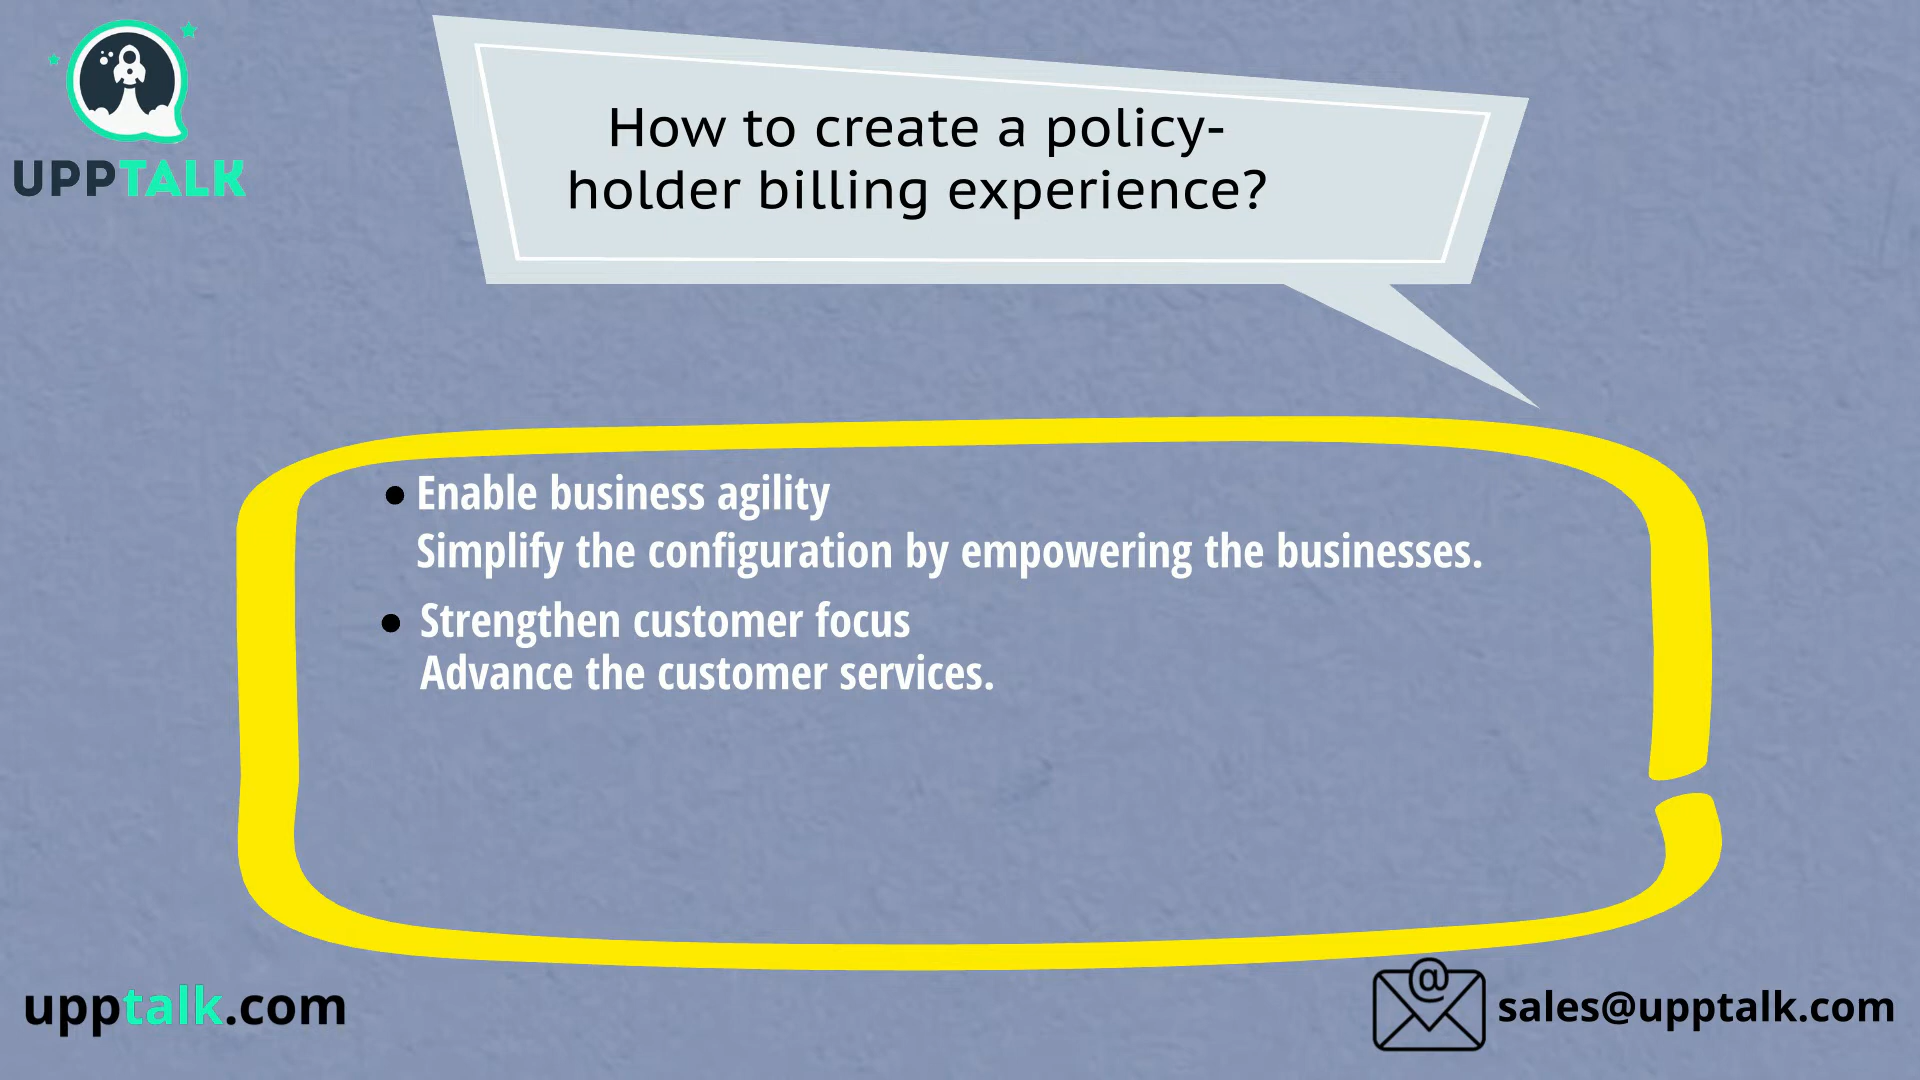 UPPTALK
How to create a policy-
holder billing experience?
• Enable business agility
Simplify the configuration by empowering the businesses.
• Strengthen customer focus
Advance the customer services.
upptalk.com
@
sales@upptalk.com